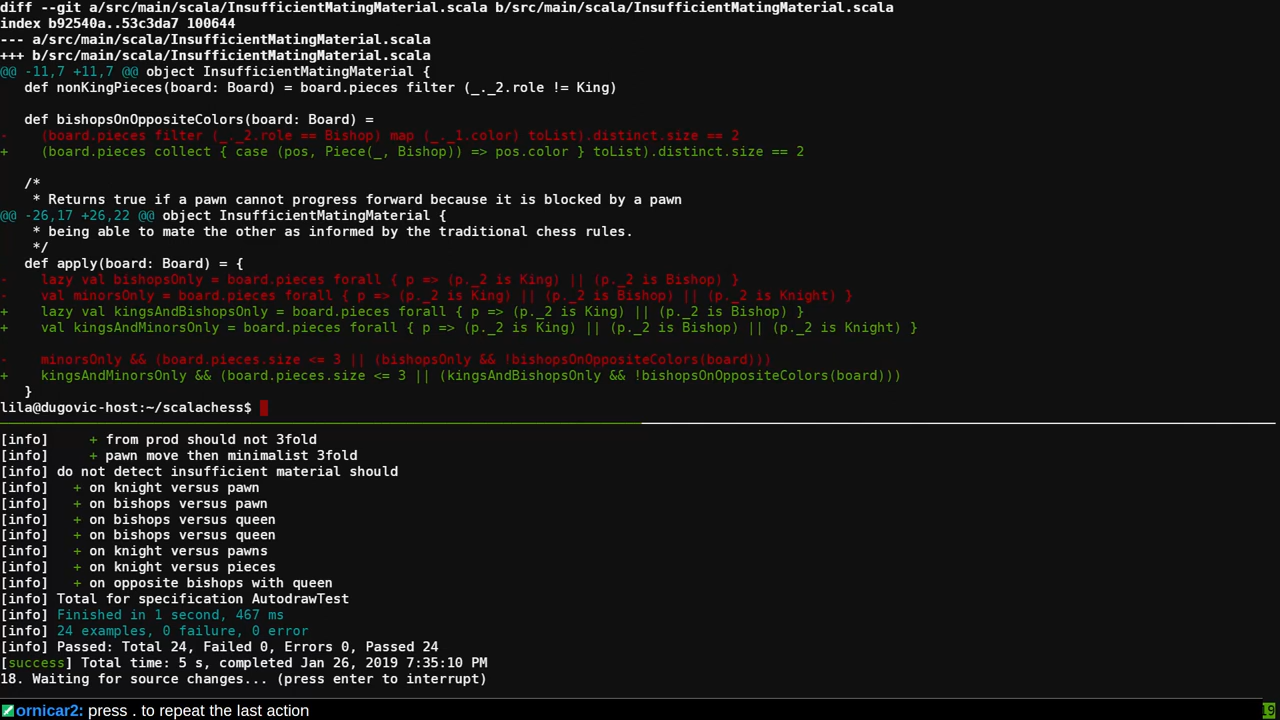 diff --git a/src/main/scala/InsufficientMatingMaterial.scala b/src/main/scala/InsufficientMatingMaterial.scala
index b92540a..53c3da7 100644
--- a/src/main/scala/InsufficientMatingMaterial.scala
+++ b/src/main/scala/InsufficientMatingMaterial.scala
@@ -11,7 +11,7 @@ object InsufficientMatingMaterial {
   def nonKingPieces(board: Board) = board.pieces filter (_._2.role != King)

   def bishopsOnOppositeColors(board: Board) =
-    (board.pieces filter (_._2.role == Bishop) map (_._1.color) toList).distinct.size == 2
+    (board.pieces collect { case (pos, Piece(_, Bishop)) => pos.color } toList).distinct.size == 2

   /*
    * Returns true if a pawn cannot progress forward because it is blocked by a pawn
@@ -26,17 +26,22 @@ object InsufficientMatingMaterial {
    * being able to mate the other as informed by the traditional chess rules.
    */
   def apply(board: Board) = {
-    lazy val bishopsOnly = board.pieces forall { p => (p._2 is King) || (p._2 is Bishop) }
-    val minorsOnly = board.pieces forall { p => (p._2 is King) || (p._2 is Bishop) || (p._2 is Knight) }
+    lazy val kingsAndBishopsOnly = board.pieces forall { p => (p._2 is King) || (p._2 is Bishop) }
+    val kingsAndMinorsOnly = board.pieces forall { p => (p._2 is King) || (p._2 is Bishop) || (p._2 is Knight) }

-    minorsOnly && (board.pieces.size <= 3 || (bishopsOnly && !bishopsOnOppositeColors(board)))
+    kingsAndMinorsOnly && (board.pieces.size <= 3 || (kingsAndBishopsOnly && !bishopsOnOppositeColors(board)))
   }
lila@dugovic-host:~/scalachess$
[info]     + from prod should not 3fold
[info]     + pawn move then minimalist 3fold
[info] do not detect insufficient material should
[info]   + on knight versus pawn
[info]   + on bishops versus pawn
[info]   + on bishops versus queen
[info]   + on bishops versus queen
[info]   + on knight versus pawns
[info]   + on knight versus pieces
[info]   + on opposite bishops with queen
[info] Total for specification AutodrawTest
[info] Finished in 1 second, 467 ms
[info] 24 examples, 0 failure, 0 error
[info] Passed: Total 24, Failed 0, Errors 0, Passed 24
[success] Total time: 5 s, completed Jan 26, 2019 7:35:10 PM
18. Waiting for source changes... (press enter to interrupt)
ornicar2: press . to repeat the last action
19